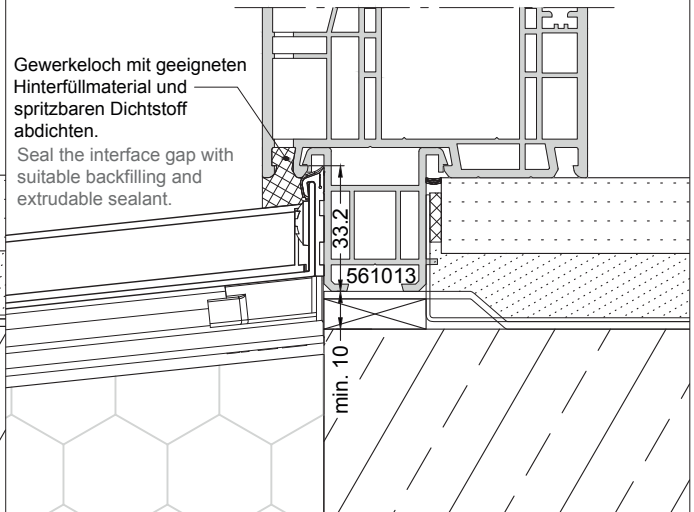 Gewerkeloch mit geeigneten
Hinterfüllmaterial und
spritzbaren Dichtstoff
abdichten.
Seal the interface gap with
suitable backfilling and
extrudable sealant.
33.2
561013
min. 10